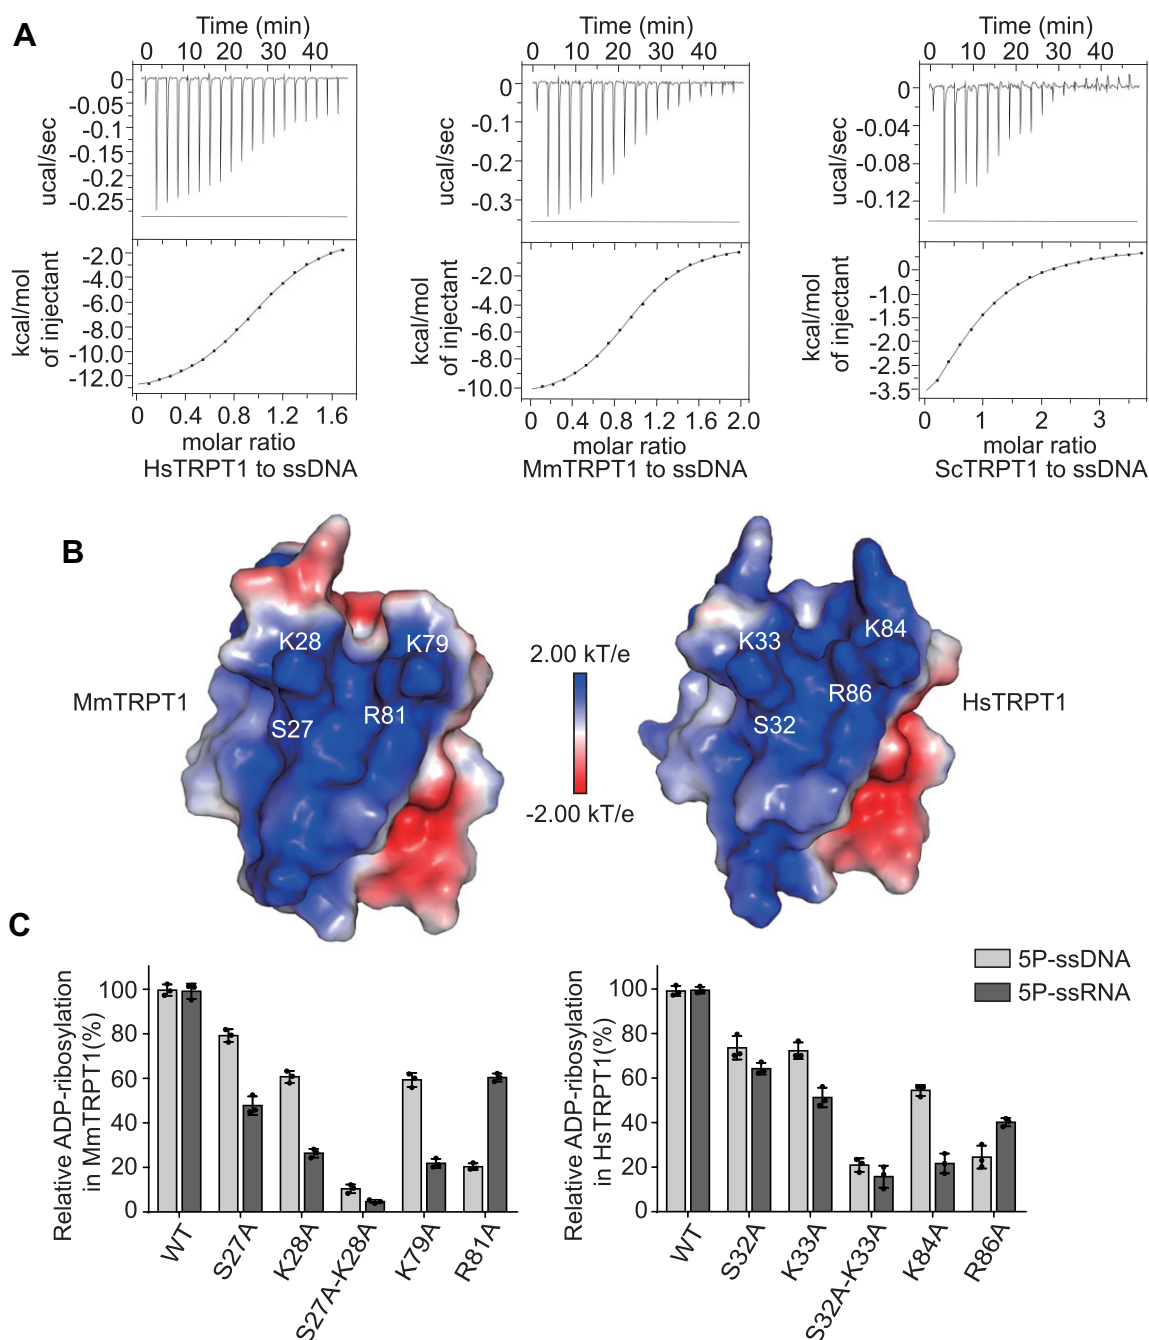 A
Time (min)
0 10 20 30 40
0
-0.05
-0.1
-0.15
-0.2
-0.25
ucal/sec
-2.0
-4.0
-6.0
-8.0
-10.0
-12.0
kcal/mol
of injectant
0 0.4 0.8 1.2 1.6
molar ratio
HsTRPT1 to ssDNA
Time (min)
0 10 20 30 40
0
-0.1
-0.2
-0.3
ucal/sec
-2.0
-4.0
-6.0
-8.0
-10.0
kcal/mol
of injectant
0 0.4 0.8 1.2 1.6 2.0
molar ratio
MmTRPT1 to ssDNA
Time (min)
0 10 20 30 40
0
-0.04
-0.08
-0.12
ucal/sec
0
-1.0
-1.5
-2.0
-2.5
-3.5
kcal/mol
of injectant
0 1 2 3
molar ratio
ScTRPT1 to ssDNA
B
MmTRPT1
K28
K79
S27
R81
2.00 kT/e
-2.00 kT/e
K33
K84
R86
S32
HsTRPT1
C
Relative ADP-ribosylation
in MmTRPT1(%)
100
80
60
40
20
0
WT
S27A
K28A
S27A-K28A
K79A
R81A
Relative ADP-ribosylation
in HsTRPT1(%)
100
80
60
40
20
0
WT
S32A
K33A
S32A-K33A
K84A
R86A
5P-ssDNA
5P-ssRNA